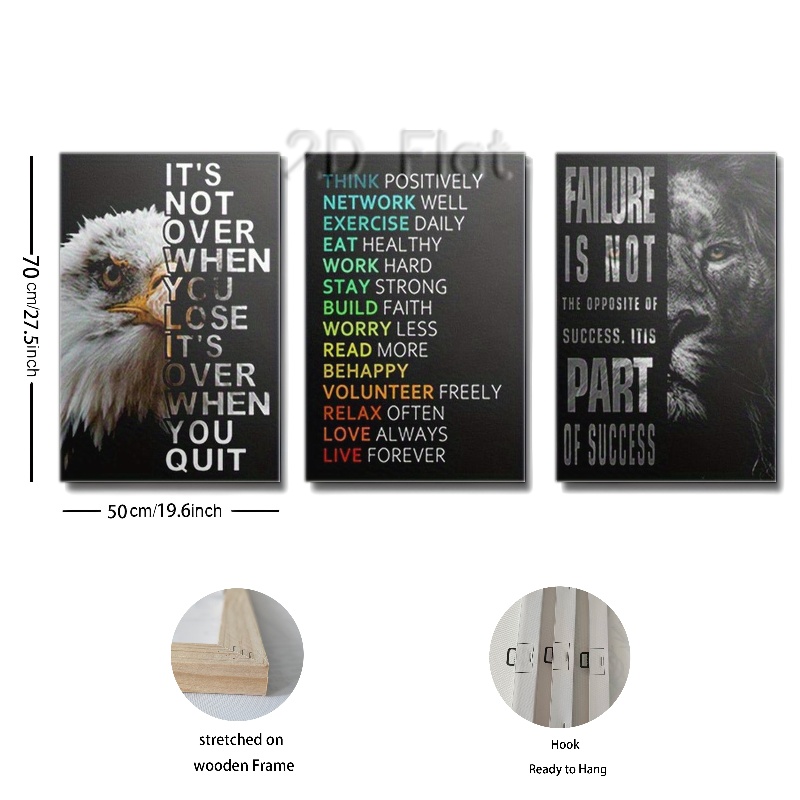 2D Flat
IT'S
NOT
OVER
WHEN
YOU
LOSE
IT'S
OVER
WHEN
YOU
QUIT
THINK POSITIVELY
NETWORK WELL
EXERCISE DAILY
EAT HEALTHY
WORK HARD
STAY STRONG
BUILD FAITH
WORRY LESS
READ MORE
BEHAPPY
VOLUNTEER FREELY
RELAX OFTEN
LOVE ALWAYS
LIVE FOREVER
FAILURE
IS NOT
THE OPPOSITE OF
SUCCESS. ITIS
PART
OF SUCCESS
70 cm/27.5inch
50cm/19.6inch
stretched on
wooden Frame
Hook
Ready to Hang